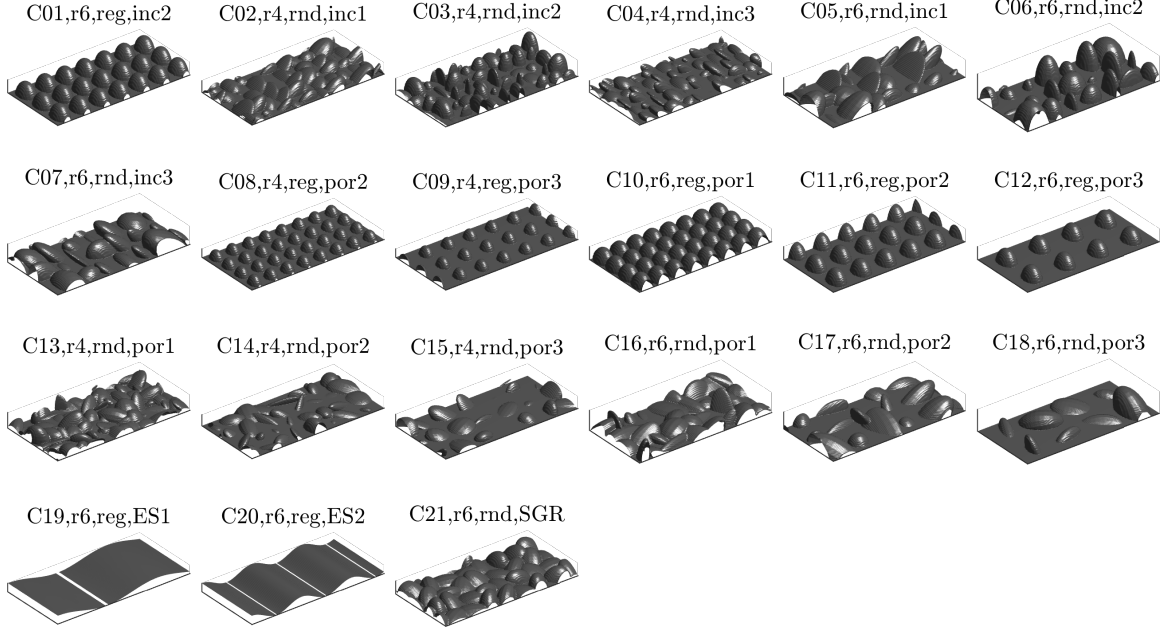 C01,r6,reg,inc2
C02,r4,rnd,inc1
C03,r4,rnd,inc2
C04,r4,rnd,inc3
C05,r6,rnd,inc1
C06,r6,rnd,inc2
C07,r6,rnd,inc3
C08,r4,reg,por2
C09,r4,reg,por3
C10,r6,reg,por1
C11,r6,reg,por2
C12,r6,reg,por3
C13,r4,rnd,por1
C14,r4,rnd,por2
C15,r4,rnd,por3
C16,r6,rnd,por1
C17,r6,rnd,por2
C18,r6,rnd,por3
C19,r6,reg,ES1
C20,r6,reg,ES2
C21,r6,rnd,SGR